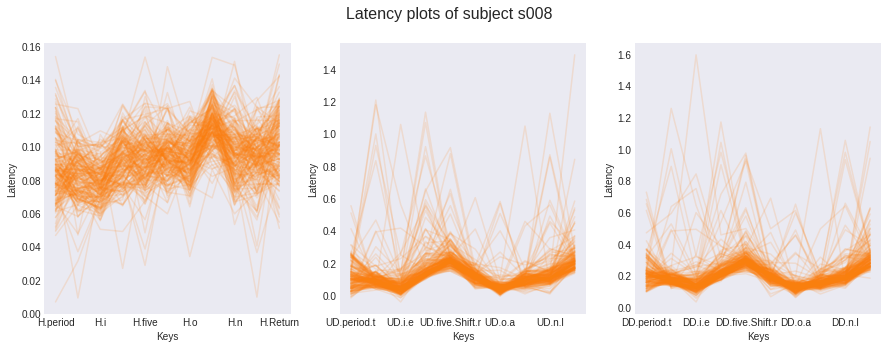 Latency plots of subject s008
Latency
0.16
0.14
0.12
0.10
0.08
0.06
0.04
0.02
0.00
H.period H.i H.five H.o H.n H.Return
Keys
Latency
1.4
1.2
1.0
0.8
0.6
0.4
0.2
0.0
UD.period.t UD.i.e UD.five.Shift.r UD.o.a UD.n.l
Keys
Latency
1.6
1.4
1.2
1.0
0.8
0.6
0.4
0.2
0.0
DD.period.t DD.i.e DD.five.Shift.r DD.o.a DD.n.l
Keys